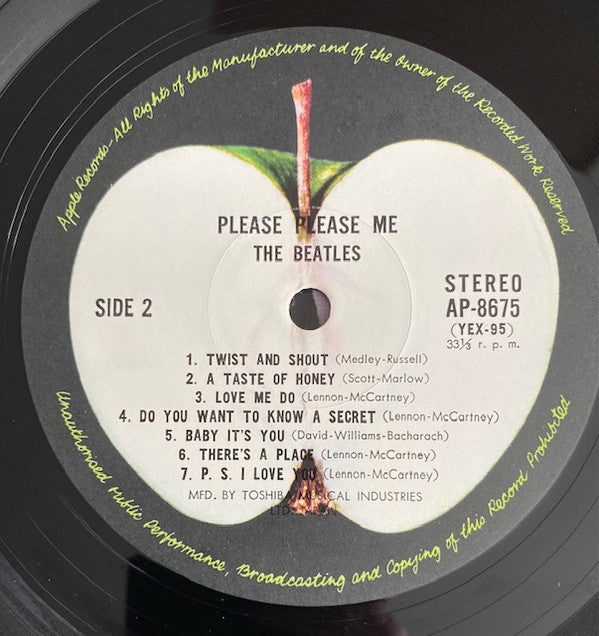 Apple Records-All Rights of the Manufacturer and of the Owner of the Recorded Work Reserved
PLEASE PLEASE ME
THE BEATLES
SIDE 2
STEREO
AP-8675
(YEX-95)
33⅓ r. p. m.
1. TWIST AND SHOUT (Medley-Russell)
2. A TASTE OF HONEY (Scott-Marlow)
3. LOVE ME DO (Lennon-McCartney)
4. DO YOU WANT TO KNOW A SECRET (Lennon-McCartney)
5. BABY IT'S YOU (David-Williams-Bacharach)
6. THERE'S A PLACE (Lennon-McCartney)
7. P. S. I LOVE YOU (Lennon-McCartney)
MFD. BY TOSHIBA MUSICAL INDUSTRIES
LTD.
Unauthorised Public Performance, Broadcasting and Copying of this Record Prohibited